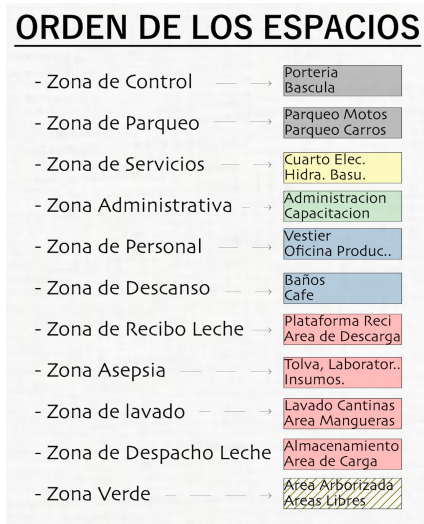 ORDEN DE LOS ESPACIOS
- Zona de Control
Porteria
Bascula
- Zona de Parqueo
Parqueo Motos
Parqueo Carros
- Zona de Servicios
Cuarto Elec.
Hidra. Basu.
- Zona Administrativa
Administracion
Capacitacion
- Zona de Personal
Vestier
Oficina Produc..
- Zona de Descanso
Baños
Cafe
- Zona de Recibo Leche
Plataforma Reci
Area de Descarga
- Zona Asepsia
Tolva, Laborator..
Insumos.
- Zona de lavado
Lavado Cantinas
Area Mangueras
- Zona de Despacho Leche
Almacenamiento
Area de Carga
- Zona Verde
Area Arborizada
Areas Libres